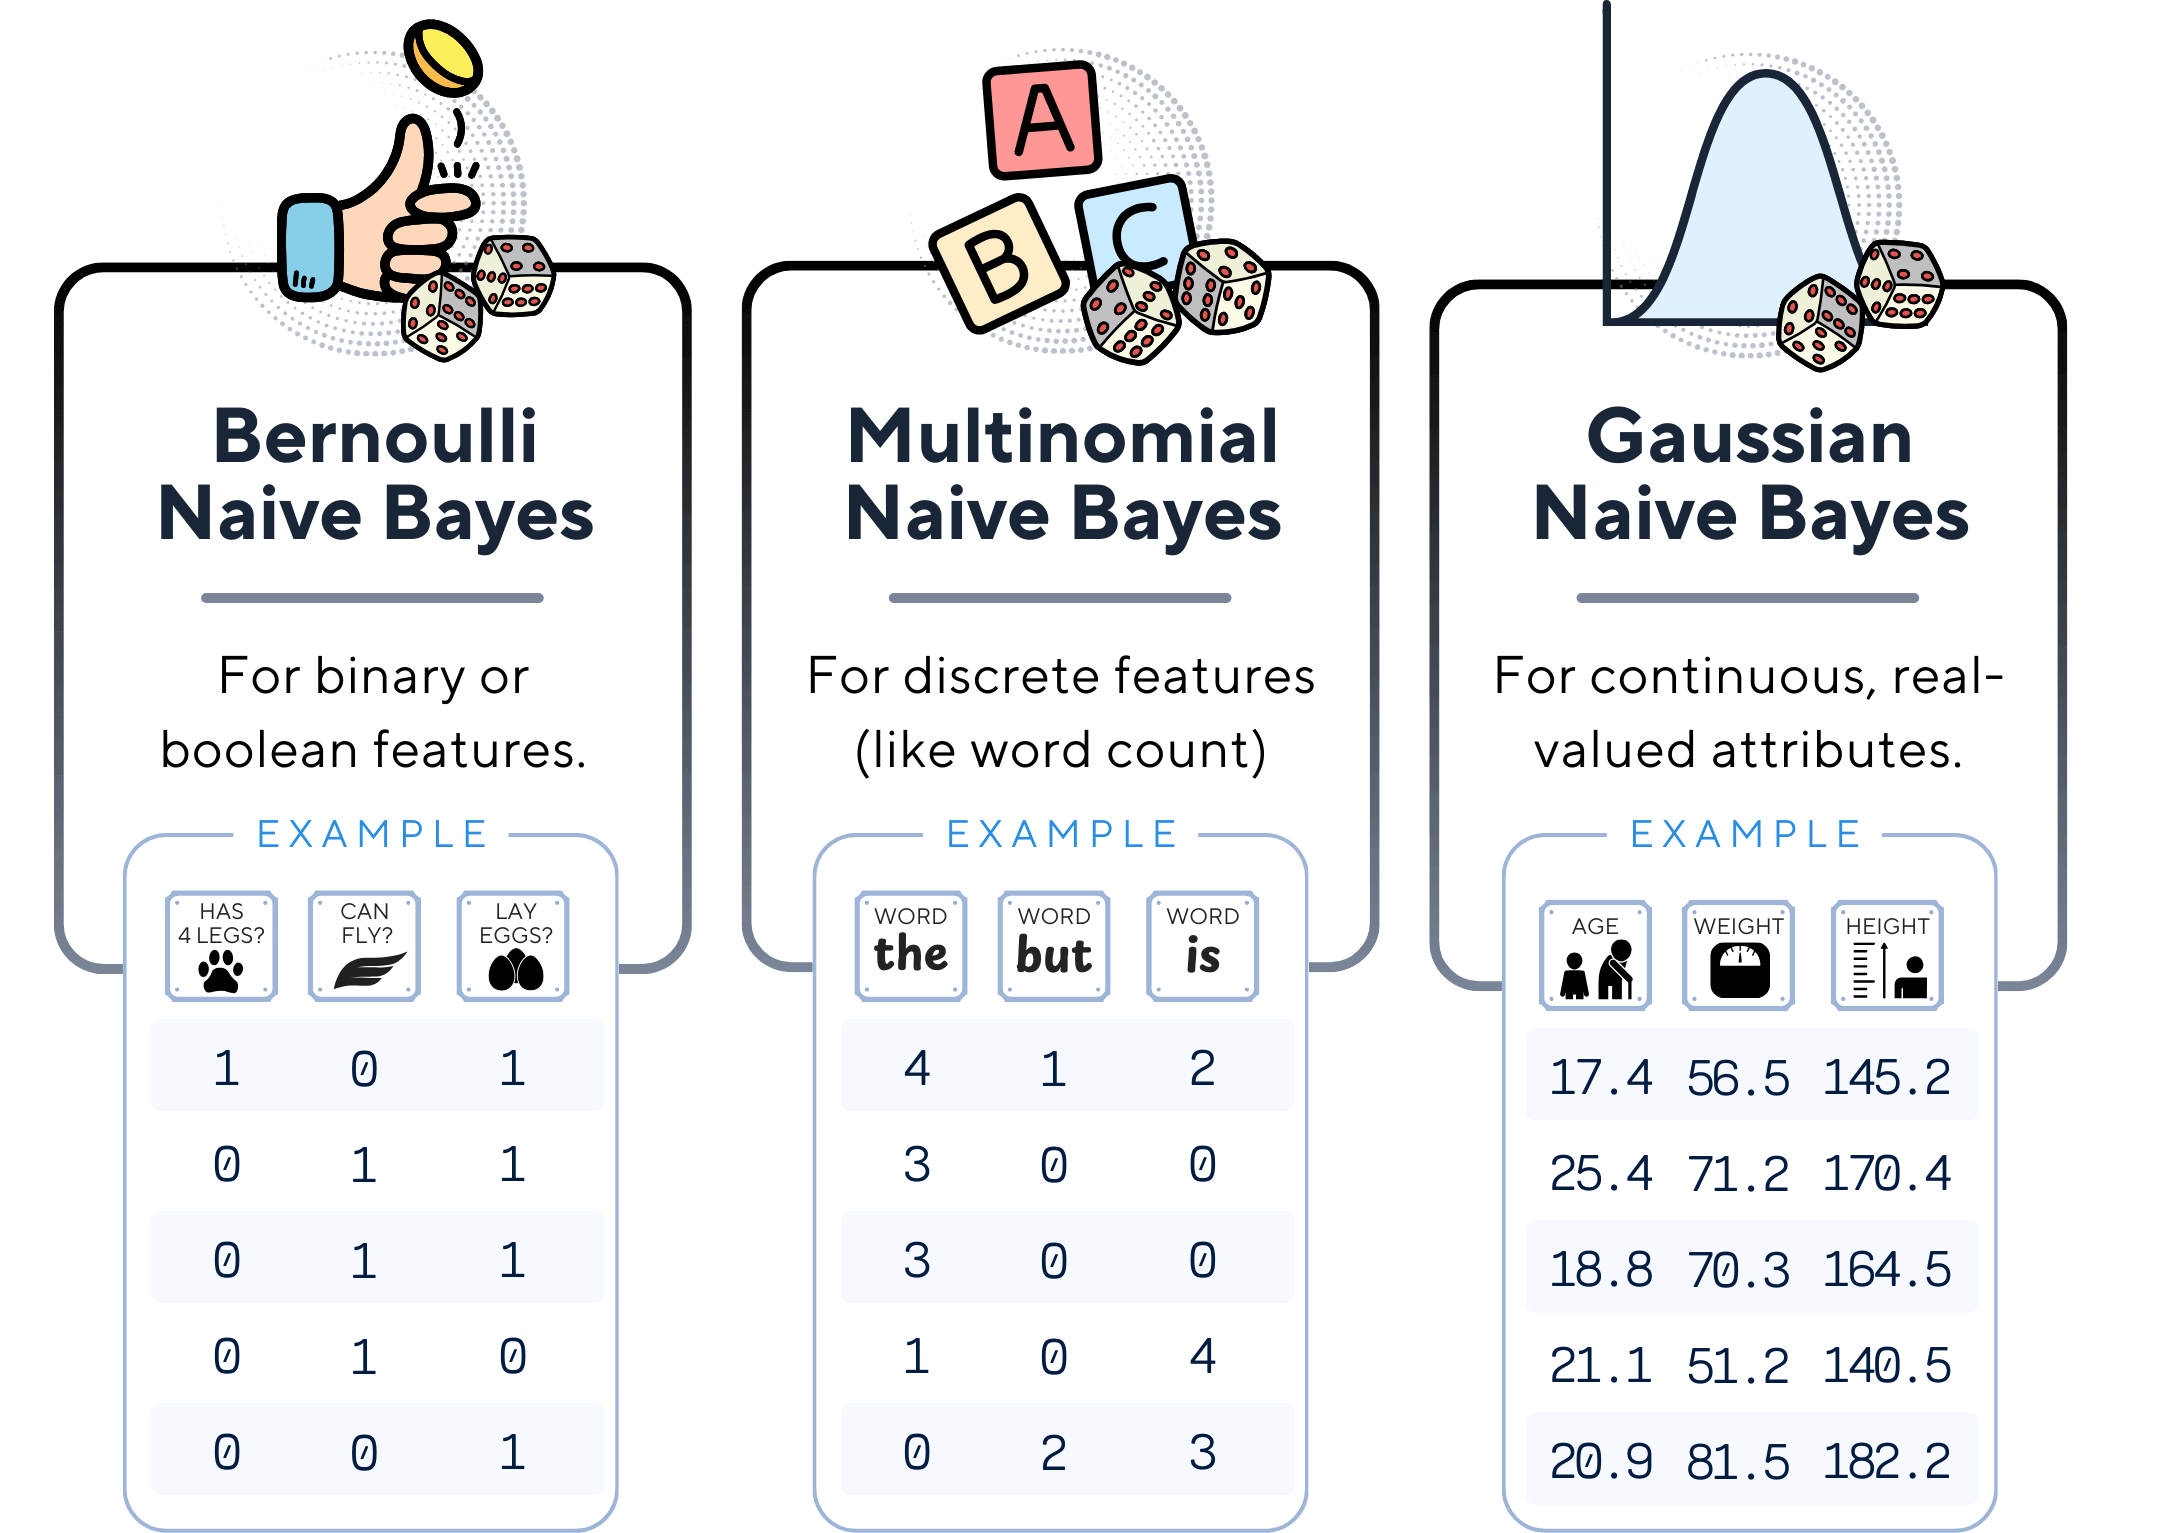 A
B
C
Bernoulli
Naive Bayes
For binary or
boolean features.
EXAMPLE
HAS
4 LEGS?
CAN
FLY?
LAY
EGGS?
1 0 1
0 1 1
0 1 1
0 1 0
0 0 1
Multinomial
Naive Bayes
For discrete features
(like word count)
EXAMPLE
WORD
the
WORD
but
WORD
is
4 1 2
3 0 0
3 0 0
1 0 4
0 2 3
Gaussian
Naive Bayes
For continuous, real-
valued attributes.
EXAMPLE
AGE
WEIGHT
HEIGHT
17.4 56.5 145.2
25.4 71.2 170.4
18.8 70.3 164.5
21.1 51.2 140.5
20.9 81.5 182.2